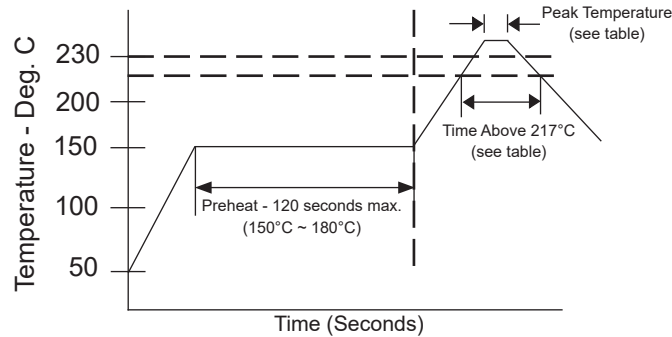 Peak Temperature
(see table)
230
200
150
100
50
Temperature - Deg. C
Time Above 217°C
(see table)
Preheat - 120 seconds max.
(150°C ~ 180°C)
Time (Seconds)